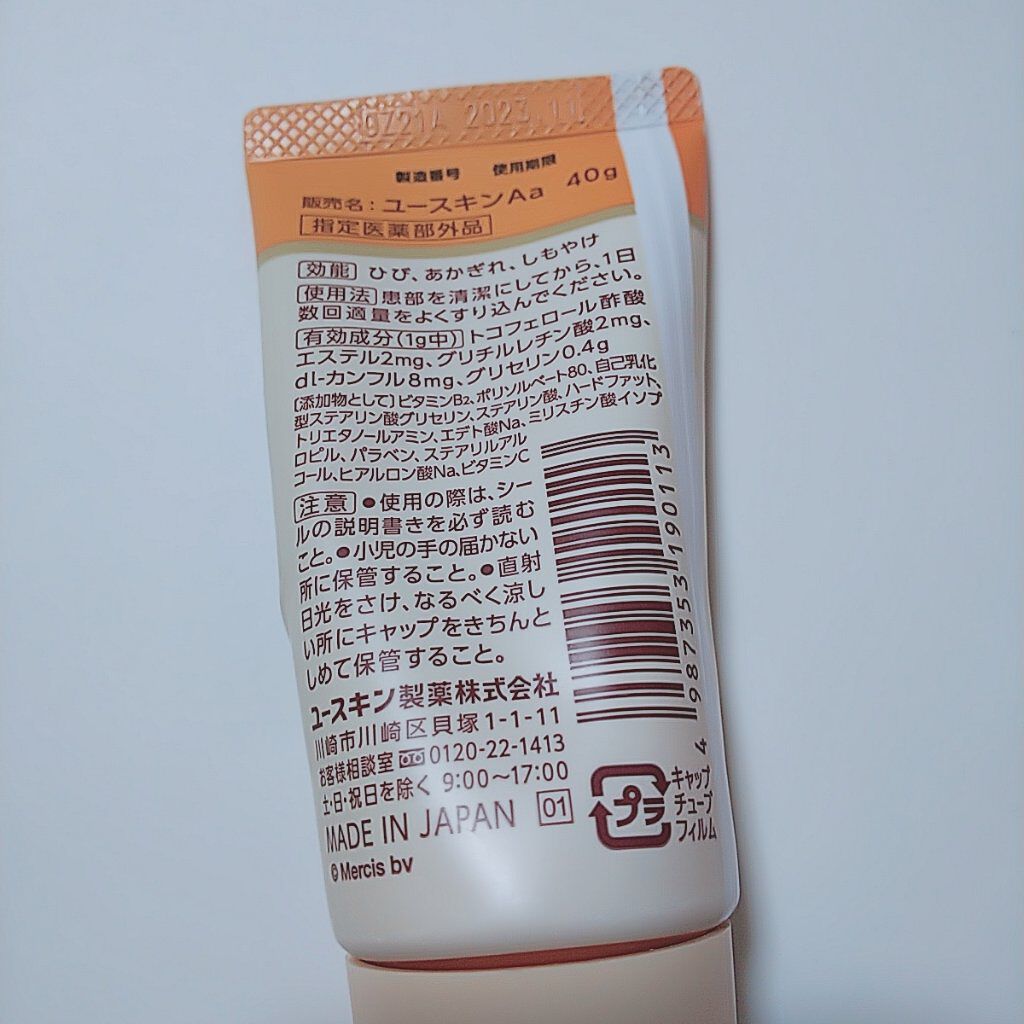 0Z21A 2023.11
製造番号 使用期限
販売名：ユースキンAa 40g
指定医薬部外品
効能 ひび、あかぎれ、しもやけ
使用法 患部を清潔にしてから、1日
数回適量をよくすり込んでください。
有効成分(1g中) トコフェロール酢酸
エステル2mg、グリチルレチン酸2mg、
dl-カンフル8mg、グリセリン0.4g
〔添加物として〕ビタミンB₂、ポリソルベート80、自己乳化
型ステアリン酸グリセリン、ステアリン酸、ハードファット、
トリエタノールアミン、エデト酸Na、ミリスチン酸イソプ
ロピル、パラベン、ステアリルアル
コール、ヒアルロン酸Na、ビタミンC
注意 ●使用の際は、シー
ルの説明書きを必ず読む
こと。●小児の手の届かない
所に保管すること。●直射
日光をさけ、なるべく涼し
い所にキャップをきちんと
しめて保管すること。
ユースキン製薬株式会社
川崎市川崎区貝塚1-1-11
お客様相談室 0120-22-1413
土・日・祝日を除く 9:00～17:00
MADE IN JAPAN 01
© Mercis bv
4 987353 190113
プラ
キャップ
チューブ
フィルム